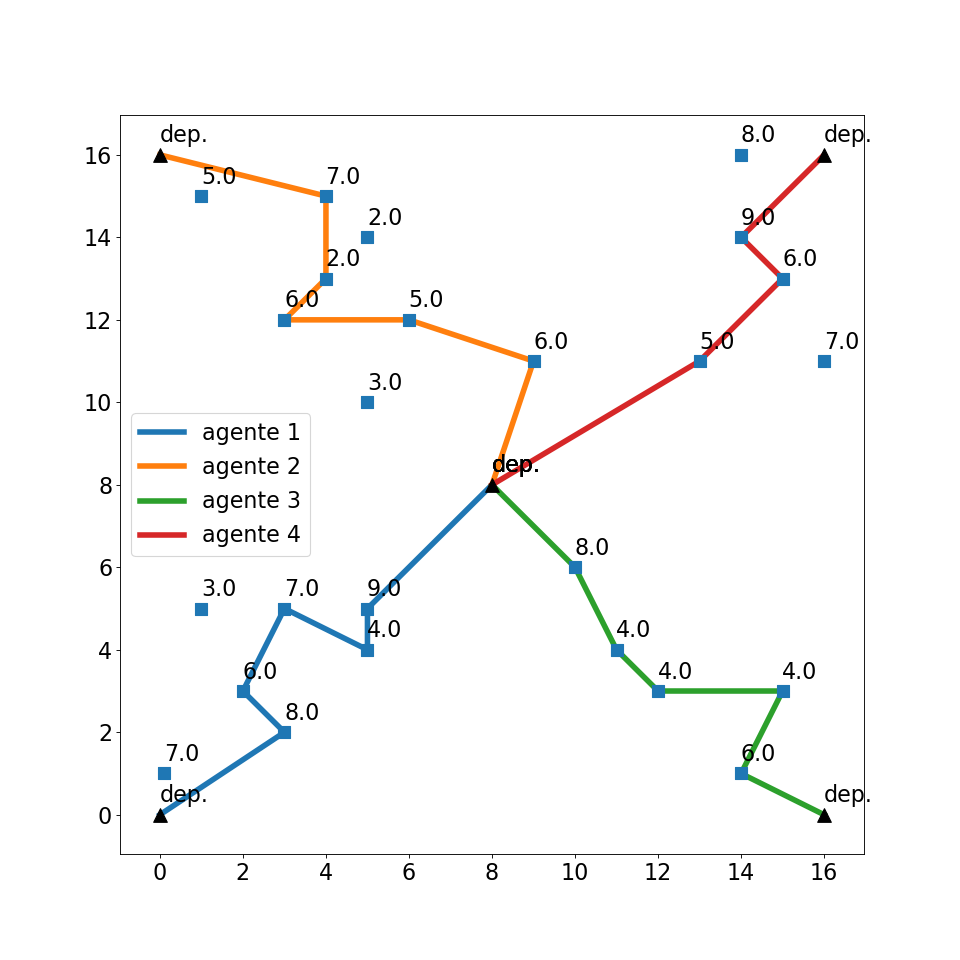 dep. 8.0 dep.
16
5.0 7.0
2.0 9.0
14
2.0 6.0
6.0 5.0
12
6.0 5.0 7.0
3.0
10
agente 1
agente 2
agente 3
agente 4
dep.
8
8.0
6
3.0 7.0 9.0
4.0 4.0
4
6.0 4.0 4.0
8.0
2
7.0 6.0
dep. dep.
0
0 2 4 6 8 10 12 14 16